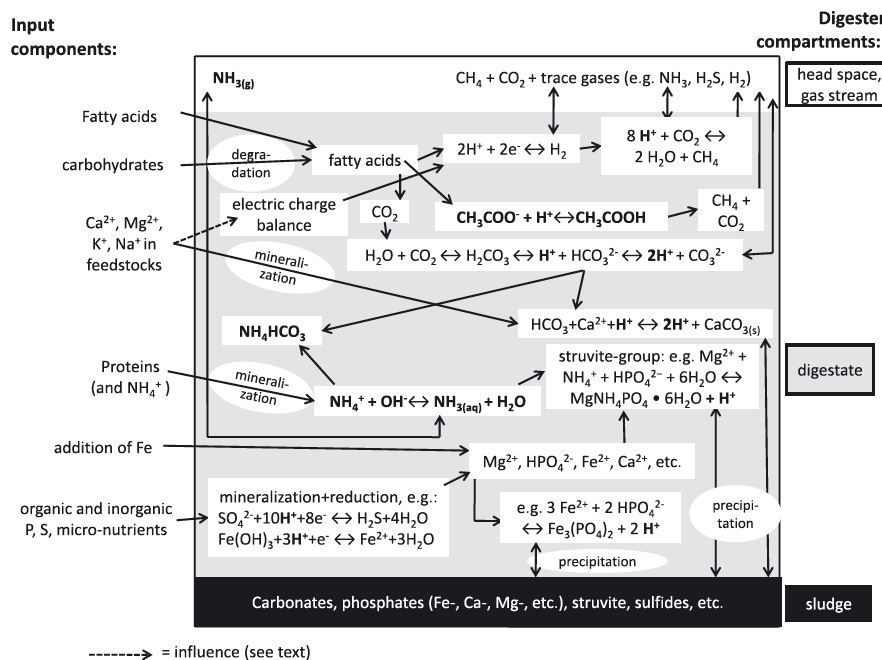 Input
components:
Digester
compartments:
NH₃(g)
CH₄ + CO₂ + trace gases (e.g. NH₃, H₂S, H₂)
head space,
gas stream
Fatty acids
carbohydrates
degra-
dation
fatty acids
2H⁺ + 2e⁻ ↔ H₂
8 H⁺ + CO₂ ↔
2 H₂O + CH₄
electric charge
balance
CO₂
CH₃COO⁻ + H⁺↔CH₃COOH
CH₄ +
CO₂
Ca²⁺, Mg²⁺,
K⁺, Na⁺ in
feedstocks
minerali-
zation
H₂O + CO₂ ↔ H₂CO₃ ↔ H⁺ + HCO₃²⁻ ↔ 2H⁺ + CO₃²⁻
NH₄HCO₃
HCO₃+Ca²⁺+H⁺ ↔ 2H⁺ + CaCO₃(s)
Proteins
(and NH₄⁺ )
minerali-
zation
NH₄⁺ + OH⁻↔ NH₃(aq) + H₂O
struvite-group: e.g. Mg²⁺ +
NH₄⁺ + HPO₄²⁻ + 6H₂O ↔
MgNH₄PO₄ • 6H₂O + H⁺
digestate
addition of Fe
Mg²⁺, HPO₄²⁻, Fe²⁺, Ca²⁺, etc.
organic and inorganic
P, S, micro-nutrients
mineralization+reduction, e.g.:
SO₄²⁻+10H⁺+8e⁻ ↔ H₂S+4H₂O
Fe(OH)₃+3H⁺+e⁻ ↔ Fe²⁺+3H₂O
e.g. 3 Fe²⁺ + 2 HPO₄²⁻
↔ Fe₃(PO₄)₂ + 2 H⁺
precipi-
tation
precipitation
Carbonates, phosphates (Fe-, Ca-, Mg-, etc.), struvite, sulfides, etc.
sludge
= influence (see text)